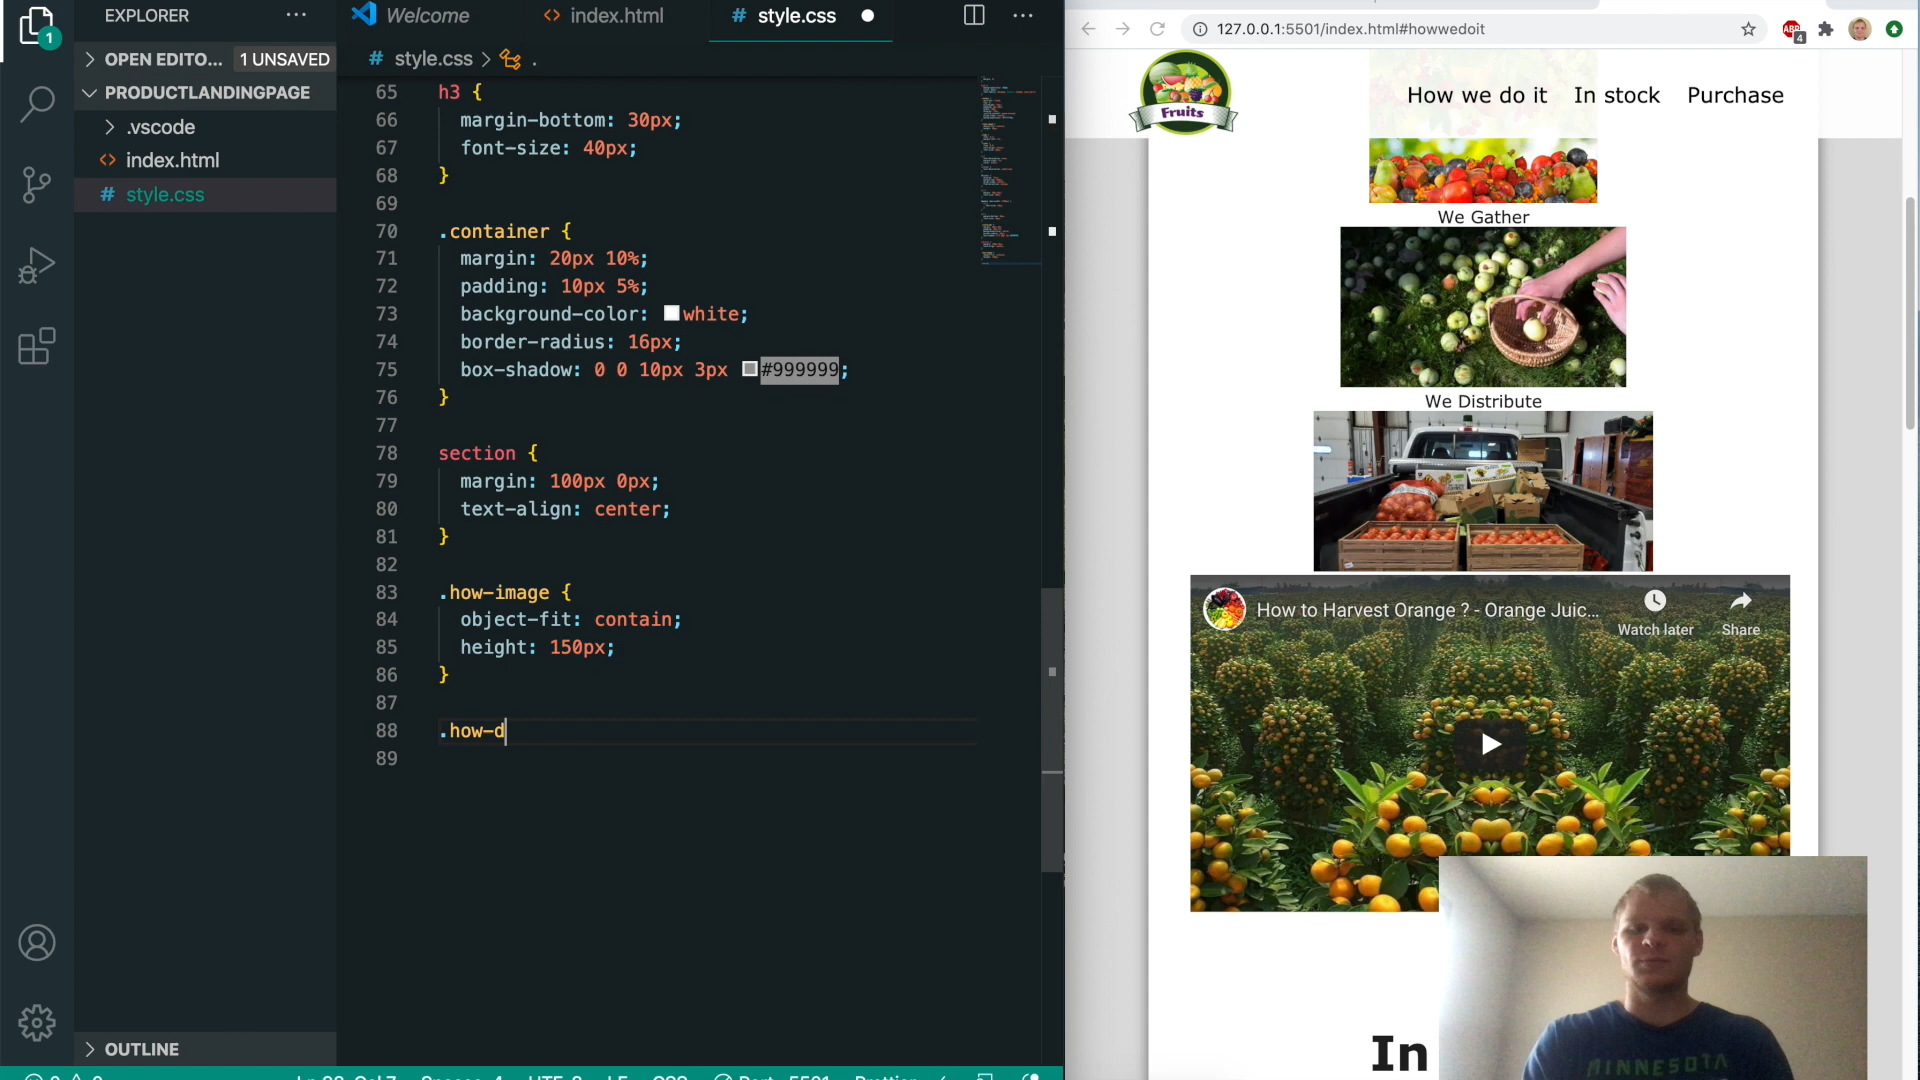 1
EXPLORER
OPEN EDITO... 1 UNSAVED
PRODUCTLANDINGPAGE
.vscode
index.html
# style.css
OUTLINE
Welcome
index.html
# style.css
# style.css > .
65 h3 {
66 margin-bottom: 30px;
67 font-size: 40px;
68 }
69
70 .container {
71 margin: 20px 10%;
72 padding: 10px 5%;
73 background-color: white;
74 border-radius: 16px;
75 box-shadow: 0 0 10px 3px #999999;
76 }
77
78 section {
79 margin: 100px 0px;
80 text-align: center;
81 }
82
83 .how-image {
84 object-fit: contain;
85 height: 150px;
86 }
87
88 .how-d
89
127.0.0.1:5501/index.html#howwedoit
ABP
4
Fruits
How we do it In stock Purchase
We Gather
We Distribute
How to Harvest Orange ? - Orange Juic...
Watch later
Share
In
MINNESOTA